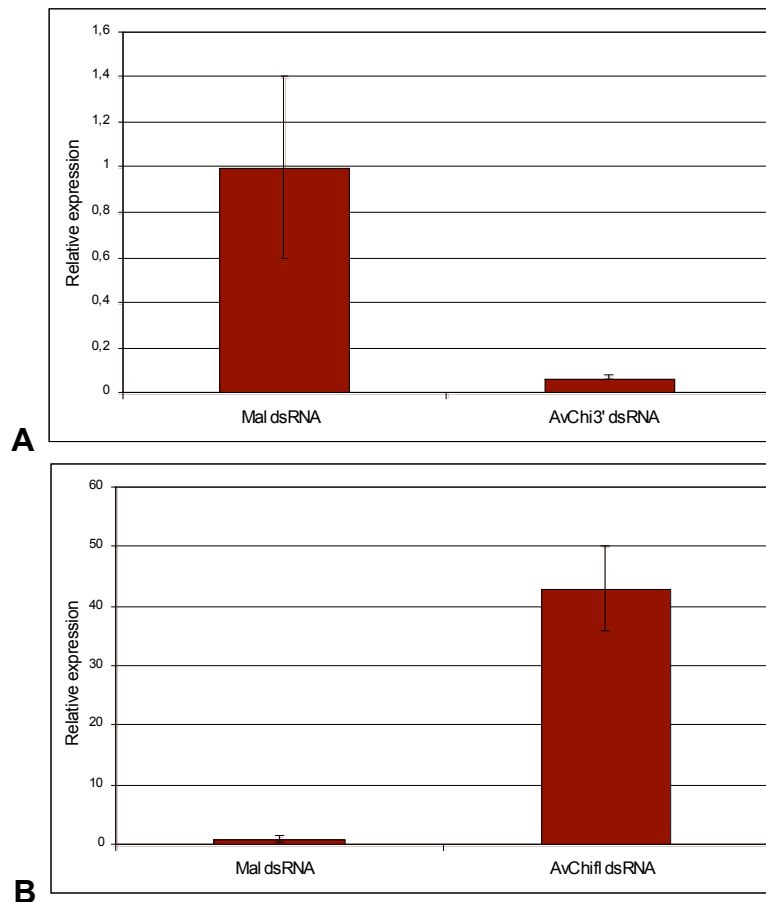 1,6
1,4
1,2
1
0,8
0,6
0,4
0,2
0
Relative expression
Mal dsRNA
AvChi3' dsRNA
A
60
50
40
30
20
10
0
Relative expression
Mal dsRNA
AvChifl dsRNA
B